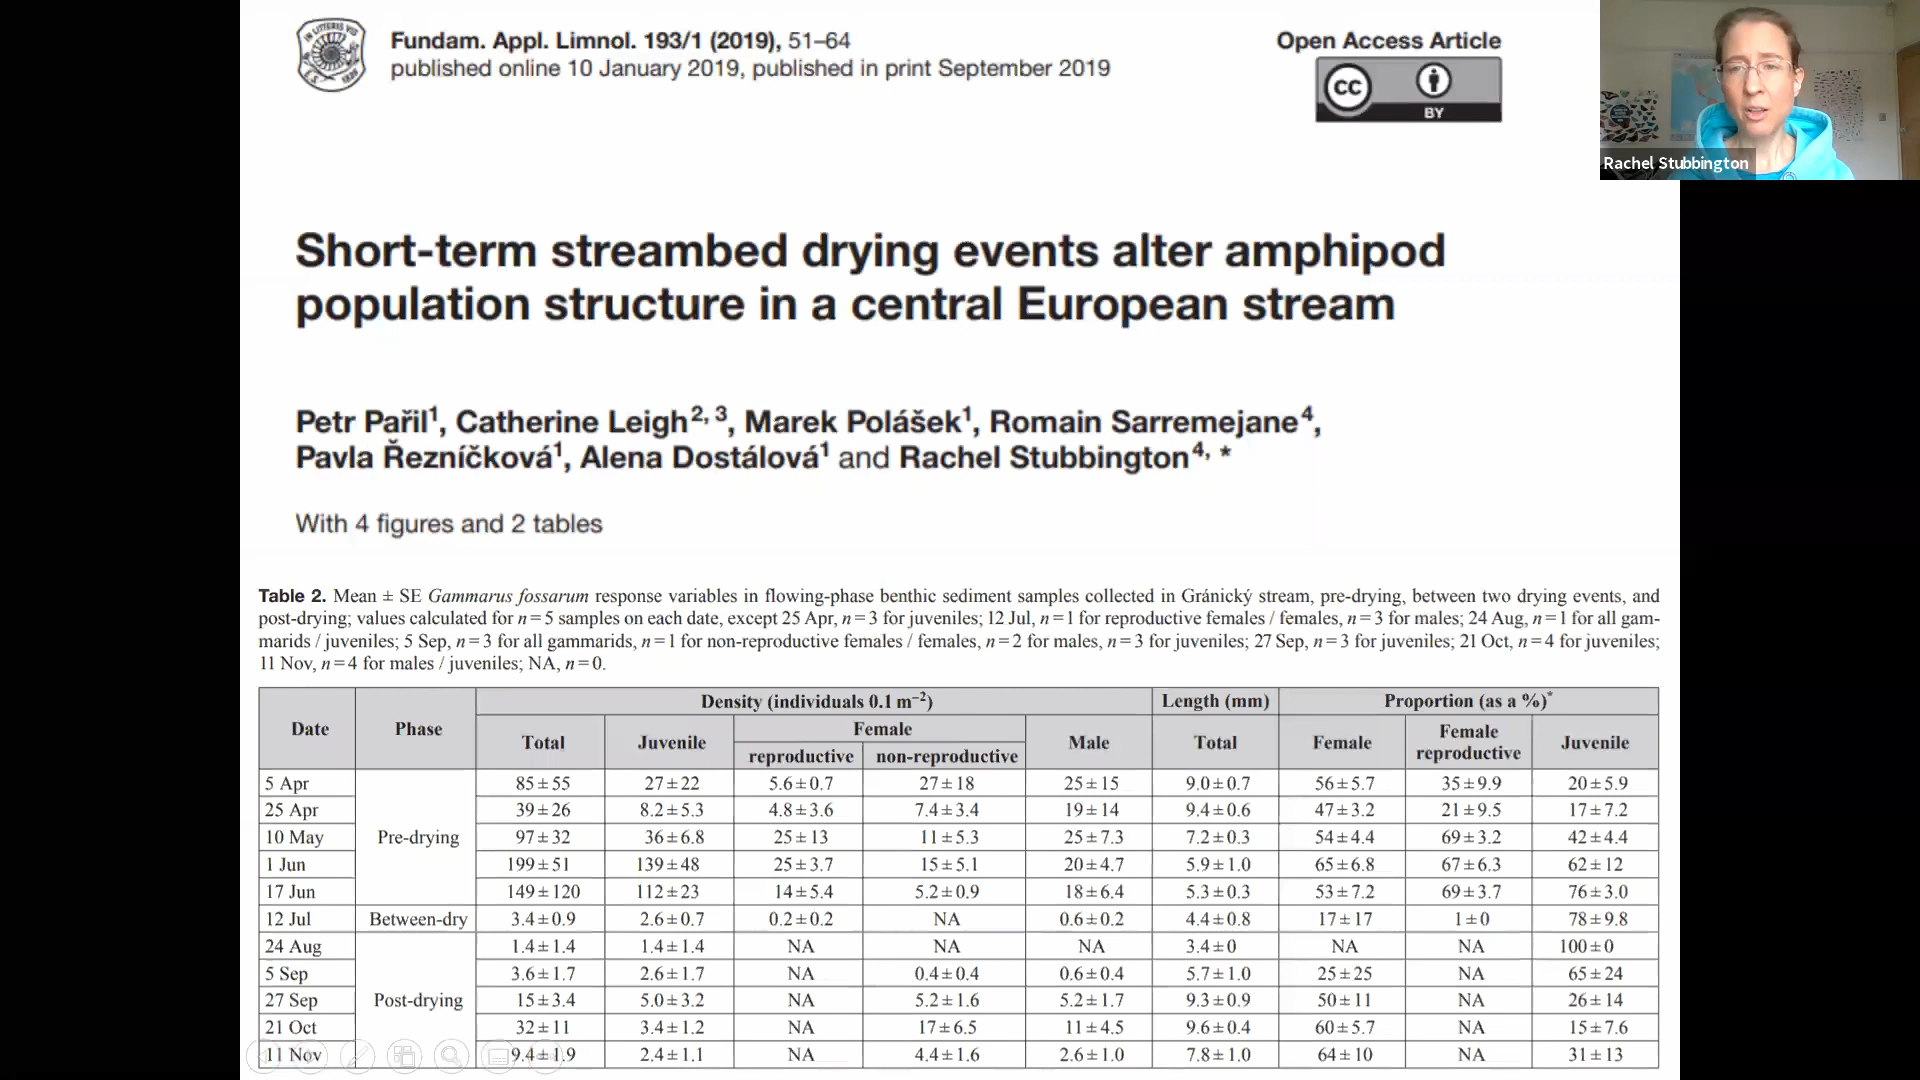 Fundam. Appl. Limnol. 193/1 (2019), 51–64
published online 10 January 2019, published in print September 2019
Open Access Article
CC
BY
Rachel Stubbington
Short-term streambed drying events alter amphipod
population structure in a central European stream
Petr Pařil1, Catherine Leigh2, 3, Marek Polášek1, Romain Sarremejane4,
Pavla Řezníčková1, Alena Dostálová1 and Rachel Stubbington4, *
With 4 figures and 2 tables
Table 2. Mean ± SE Gammarus fossarum response variables in flowing-phase benthic sediment samples collected in Gránický stream, pre-drying, between two drying events, and
post-drying; values calculated for n = 5 samples on each date, except 25 Apr, n = 3 for juveniles; 12 Jul, n = 1 for reproductive females / females, n = 3 for males; 24 Aug, n = 1 for all gam-
marids / juveniles; 5 Sep, n = 3 for all gammarids, n = 1 for non-reproductive females / females, n = 2 for males, n = 3 for juveniles; 27 Sep, n = 3 for juveniles; 21 Oct, n = 4 for juveniles;
11 Nov, n = 4 for males / juveniles; NA, n = 0.
Date Phase Density (individuals 0.1 m−2) Length (mm) Proportion (as a %)*
Total Juvenile Female Male Total Female Female reproductive Juvenile
reproductive non-reproductive
5 Apr 85 ± 55 27 ± 22 5.6 ± 0.7 27 ± 18 25 ± 15 9.0 ± 0.7 56 ± 5.7 35 ± 9.9 20 ± 5.9
25 Apr 39 ± 26 8.2 ± 5.3 4.8 ± 3.6 7.4 ± 3.4 19 ± 14 9.4 ± 0.6 47 ± 3.2 21 ± 9.5 17 ± 7.2
10 May Pre-drying 97 ± 32 36 ± 6.8 25 ± 13 11 ± 5.3 25 ± 7.3 7.2 ± 0.3 54 ± 4.4 69 ± 3.2 42 ± 4.4
1 Jun 199 ± 51 139 ± 48 25 ± 3.7 15 ± 5.1 20 ± 4.7 5.9 ± 1.0 65 ± 6.8 67 ± 6.3 62 ± 12
17 Jun 149 ± 120 112 ± 23 14 ± 5.4 5.2 ± 0.9 18 ± 6.4 5.3 ± 0.3 53 ± 7.2 69 ± 3.7 76 ± 3.0
12 Jul Between-dry 3.4 ± 0.9 2.6 ± 0.7 0.2 ± 0.2 NA 0.6 ± 0.2 4.4 ± 0.8 17 ± 17 1 ± 0 78 ± 9.8
24 Aug 1.4 ± 1.4 1.4 ± 1.4 NA NA NA 3.4 ± 0 NA NA 100 ± 0
5 Sep 3.6 ± 1.7 2.6 ± 1.7 NA 0.4 ± 0.4 0.6 ± 0.4 5.7 ± 1.0 25 ± 25 NA 65 ± 24
27 Sep Post-drying 15 ± 3.4 5.0 ± 3.2 NA 5.2 ± 1.6 5.2 ± 1.7 9.3 ± 0.9 50 ± 11 NA 26 ± 14
21 Oct 32 ± 11 3.4 ± 1.2 NA 17 ± 6.5 11 ± 4.5 9.6 ± 0.4 60 ± 5.7 NA 15 ± 7.6
11 Nov 9.4 ± 1.9 2.4 ± 1.1 NA 4.4 ± 1.6 2.6 ± 1.0 7.8 ± 1.0 64 ± 10 NA 31 ± 13